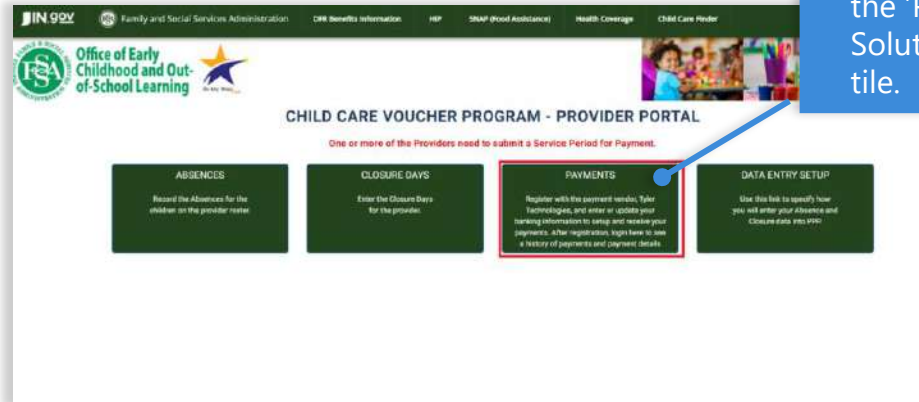 IN.gov
Family and Social Services Administration
DFR Benefits Information
HIP
SNAP (Food Assistance)
Health Coverage
Child Care Finder
Solut
tile.
FSSA
Office of Early
Childhood and Out-
of-School Learning
CHILD CARE VOUCHER PROGRAM - PROVIDER PORTAL
One or more of the Providers need to submit a Service Period for Payment.
ABSENCES
Record the Absences for the
children on the provider roster.
CLOSURE DAYS
Enter the Closure Days
for the provider.
PAYMENTS
Register with the payment vendor, Tyler
Technologies, and enter or update your
banking information to setup and receive your
payments. After registration, login here to see
a history of payments and payment details
DATA ENTRY SETUP
Use this link to specify how
you will enter your Absence and
Closure data into